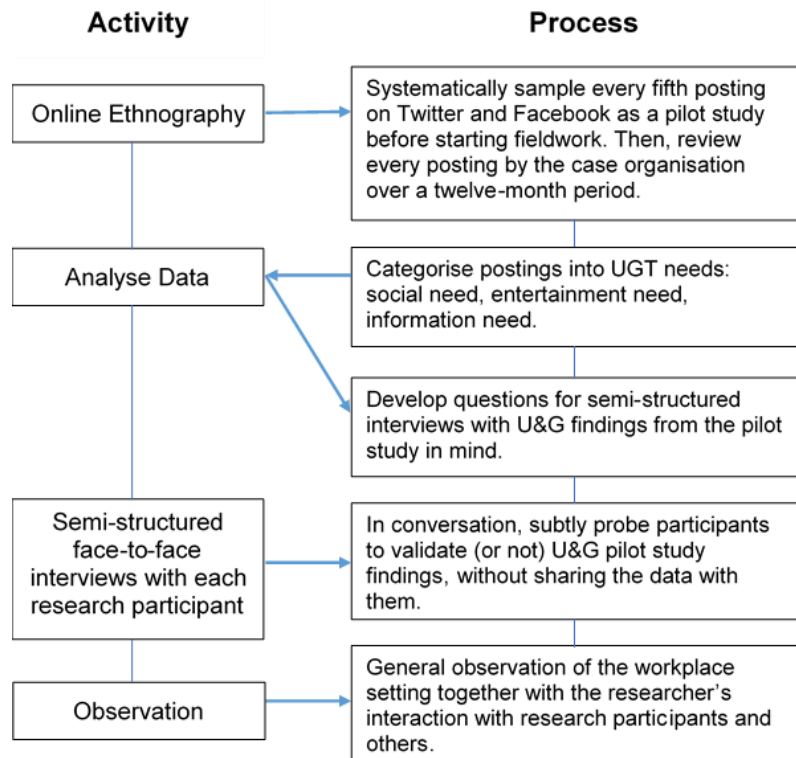 Activity
Process
Online Ethnography
Systematically sample every fifth posting
on Twitter and Facebook as a pilot study
before starting fieldwork. Then, review
every posting by the case organisation
over a twelve-month period.
Analyse Data
Categorise postings into UGT needs:
social need, entertainment need,
information need.
Develop questions for semi-structured
interviews with U&G findings from the pilot
study in mind.
Semi-structured
face-to-face
interviews with each
research participant
In conversation, subtly probe participants
to validate (or not) U&G pilot study
findings, without sharing the data with
them.
Observation
General observation of the workplace
setting together with the researcher’s
interaction with research participants and
others.